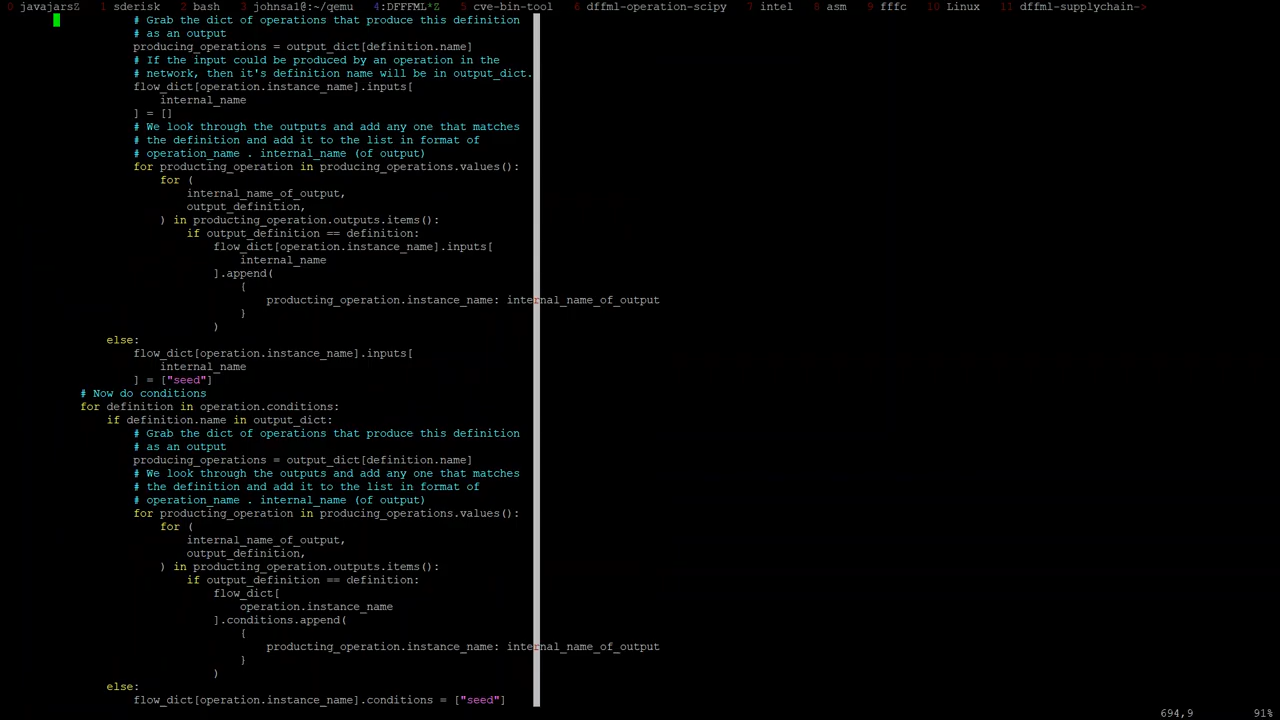 0 javajarsZ 1 sderisk 2 bash 3 johnsa1@:~/qemu 4:DFFFML*Z 5 cve-bin-tool 6 dffml-operation-scipy 7 intel 8 asm 9 fffc 10 Linux 11 dffml-supplychain->
# Grab the dict of operations that produce this definition
# as an output
producing_operations = output_dict[definition.name]
# If the input could be produced by an operation in the
# network, then it's definition name will be in output_dict.
flow_dict[operation.instance_name].inputs[
internal_name
] = []
# We look through the outputs and add any one that matches
# the definition and add it to the list in format of
# operation_name . internal_name (of output)
for producting_operation in producing_operations.values():
for (
internal_name_of_output,
output_definition,
) in producting_operation.outputs.items():
if output_definition == definition:
flow_dict[operation.instance_name].inputs[
internal_name
].append(
{
producting_operation.instance_name: internal_name_of_output
}
)
else:
flow_dict[operation.instance_name].inputs[
internal_name
] = ["seed"]
# Now do conditions
for definition in operation.conditions:
if definition.name in output_dict:
# Grab the dict of operations that produce this definition
# as an output
producing_operations = output_dict[definition.name]
# We look through the outputs and add any one that matches
# the definition and add it to the list in format of
# operation_name . internal_name (of output)
for producting_operation in producing_operations.values():
for (
internal_name_of_output,
output_definition,
) in producting_operation.outputs.items():
if output_definition == definition:
flow_dict[
operation.instance_name
].conditions.append(
{
producting_operation.instance_name: internal_name_of_output
}
)
else:
flow_dict[operation.instance_name].conditions = ["seed"]
694,9 91%